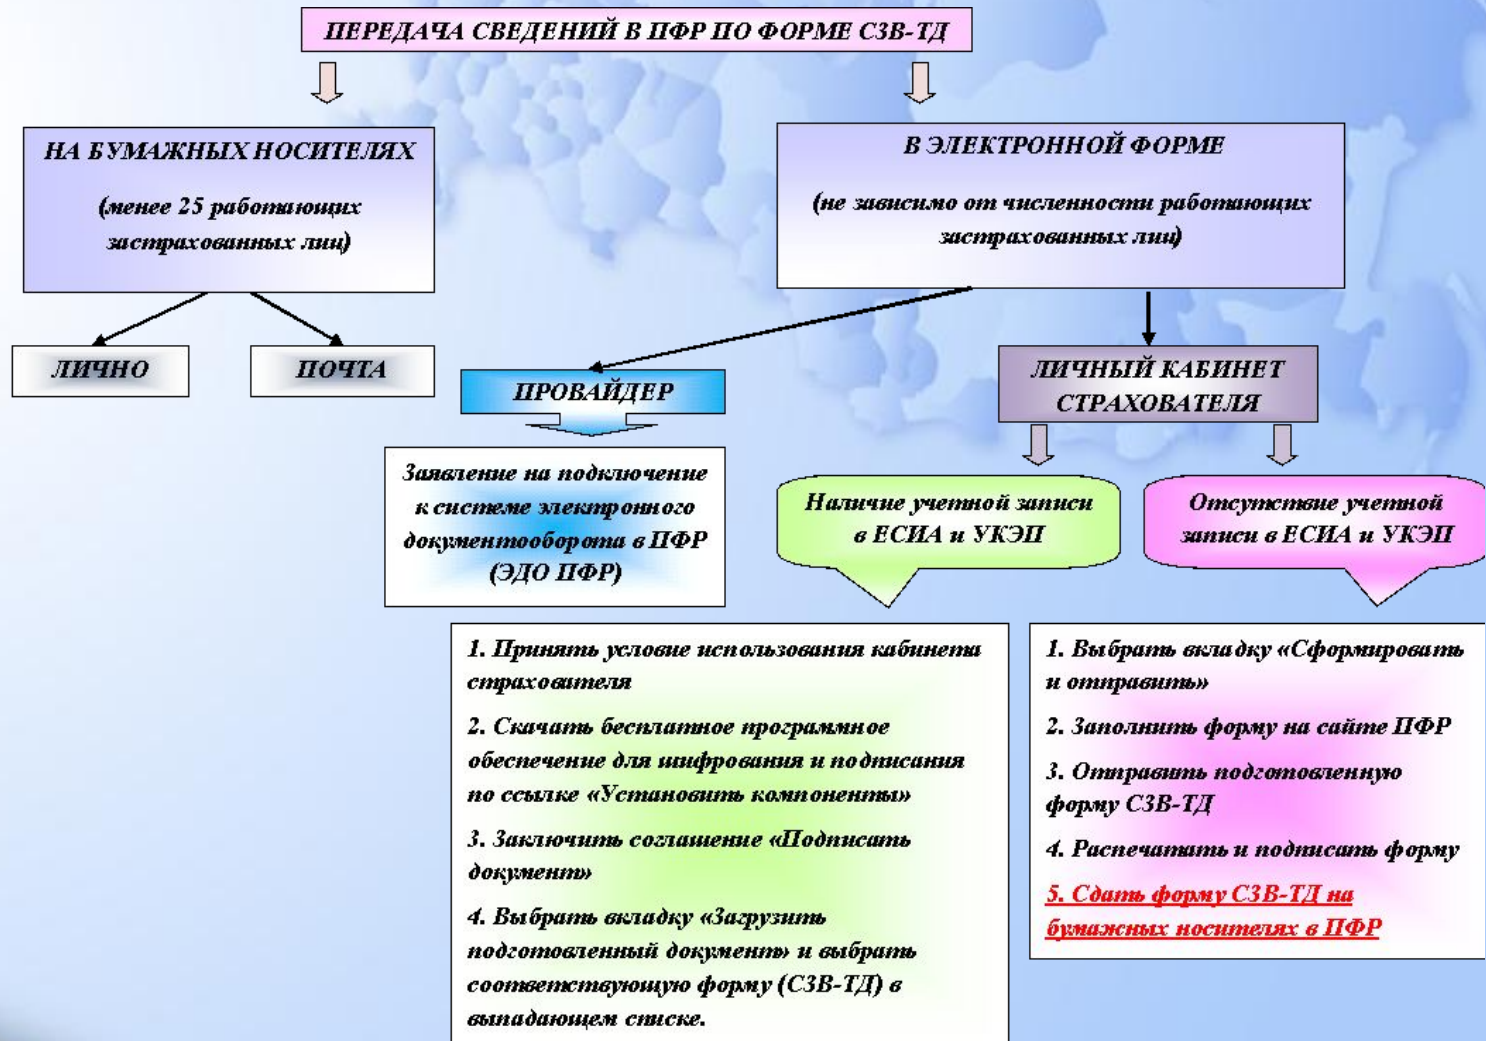 ПЕРЕДАЧА СВЕДЕНИЙ В ПФР ПО ФОРМЕ СЗВ-ТД
НА БУМАЖНЫХ НОСИТЕЛЯХ
(менее 25 работающих
застрахованных лиц)
В ЭЛЕКТРОННОЙ ФОРМЕ
(не зависимо от численности работающих
застрахованных лиц)
ЛИЧНО
ПОЧТА
ПРОВАЙДЕР
ЛИЧНЫЙ КАБИНЕТ
СТРАХОВАТЕЛЯ
Заявление на подключение
к системе электронного
документооборота в ПФР
(ЭДО ПФР)
Наличие учетной записи
в ЕСИА и УКЭП
Отсутствие учетной
записи в ЕСИА и УКЭП
1. Принять условие использования кабинета
страхователя
2. Скачать бесплатное программное
обеспечение для шифрования и подписания
по ссылке «Установить компоненты»
3. Заключить соглашение «Подписать
документ»
4. Выбрать вкладку «Загрузить
подготовленный документ» и выбрать
соответствующую форму (СЗВ-ТД) в
выпадающем списке.
1. Выбрать вкладку «Сформировать
и отправить»
2. Заполнить форму на сайте ПФР
3. Отправить подготовленную
форму СЗВ-ТД
4. Распечатать и подписать форму
5. Сдать форму СЗВ-ТД на
бумажных носителях в ПФР